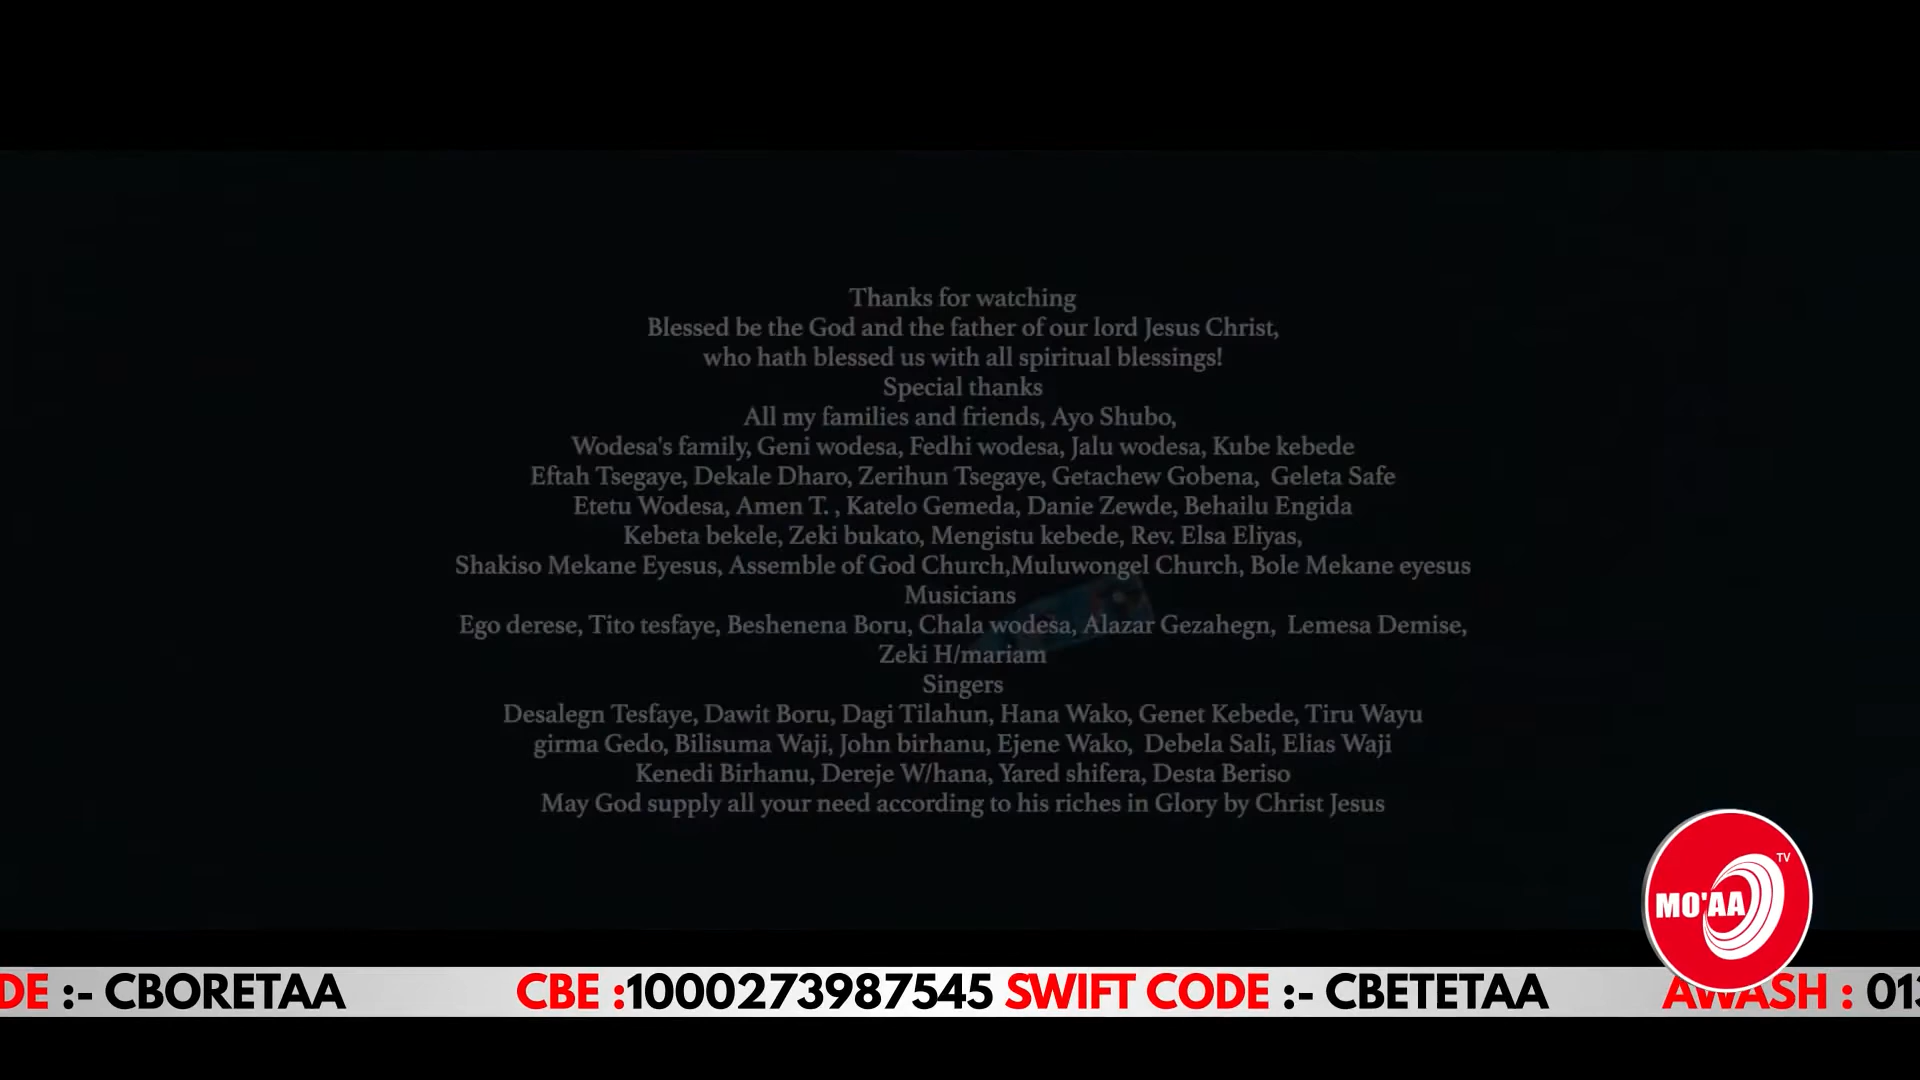 Thanks for watching
Blessed be the God and the father of our lord Jesus Christ,
who hath blessed us with all spiritual blessings!
Special thanks
All my families and friends, Ayo Shubo,
Wodesa's family, Geni wodesa, Fedhi wodesa, Jalu wodesa, Kube kebede
Eftah Tsegaye, Dekale Dharo, Zerihun Tsegaye, Getachew Gobena,  Geleta Safe
Etetu Wodesa, Amen T. , Katelo Gemeda, Danie Zewde, Behailu Engida
Kebeta bekele, Zeki bukato, Mengistu kebede, Rev. Elsa Eliyas,
Shakiso Mekane Eyesus, Assemble of God Church,Muluwongel Church, Bole Mekane eyesus
Musicians
Ego derese, Tito tesfaye, Beshenena Boru, Chala wodesa, Alazar Gezahegn,  Lemesa Demise,
Zeki H/mariam
Singers
Desalegn Tesfaye, Dawit Boru, Dagi Tilahun, Hana Wako, Genet Kebede, Tiru Wayu
girma Gedo, Bilisuma Waji, John birhanu, Ejene Wako,  Debela Sali, Elias Waji
Kenedi Birhanu, Dereje W/hana, Yared shifera, Desta Beriso
May God supply all your need according to his riches in Glory by Christ Jesus
MO'AA TV
DE :- CBORETAA CBE :1000273987545 SWIFT CODE :- CBETETAA AWASH : 013